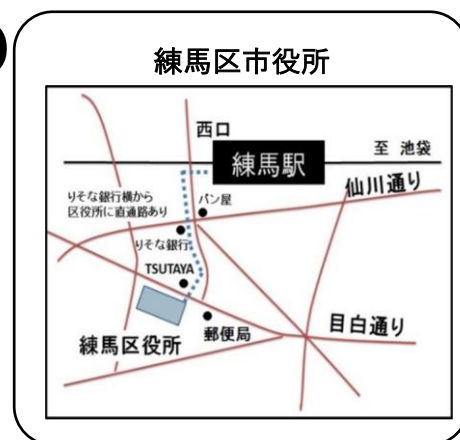 練馬区市役所
西口
練馬駅
至 池袋
仙川通り
りそな銀行横から
区役所に直通路あり
パン屋
りそな銀行
TSUTAYA
郵便局
目白通り
練馬区役所